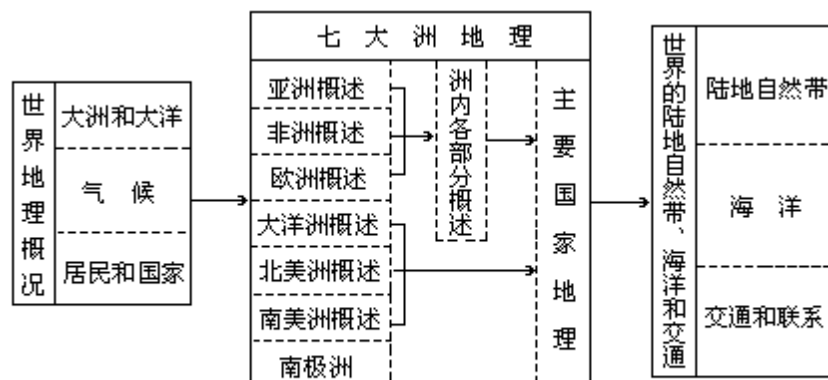 世界地理概况
大洲和大洋
气候
居民和国家
七大洲地理
亚洲概述
非洲概述
欧洲概述
大洋洲概述
北美洲概述
南美洲概述
南极洲
洲内各部分概述
主要国家地理
世界的陆地自然带、海洋和交通
陆地自然带
海洋
交通和联系